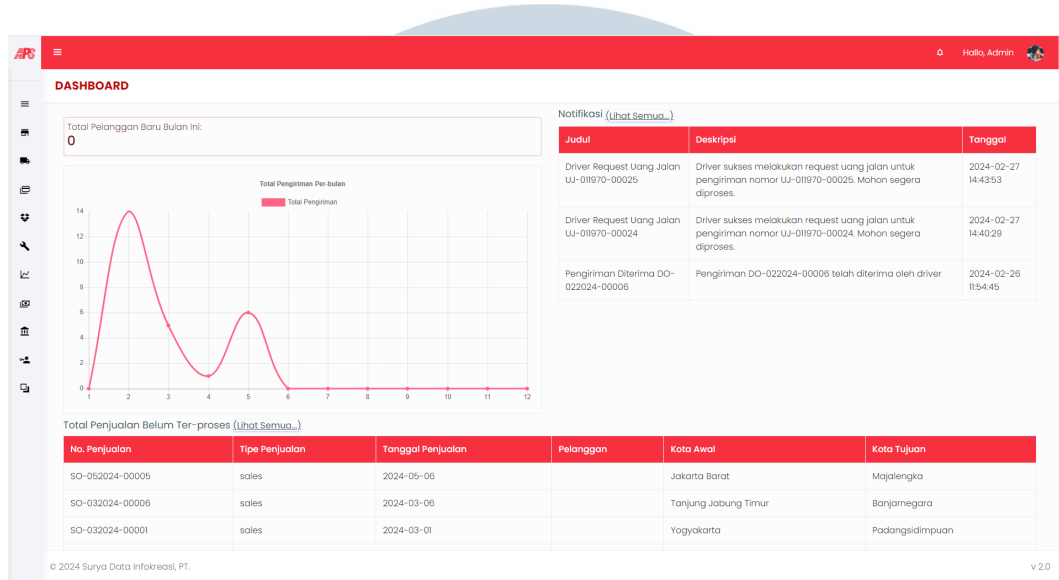 APS
Hallo, Admin
DASHBOARD
Total Pelanggan Baru Bulan Ini:
0
Total Pengiriman Per-bulan
Total Pengiriman
14
12
10
8
6
4
2
0
1 2 3 4 5 6 7 8 9 10 11 12
Notifikasi (Lihat Semua...)
Judul Deskripsi Tanggal
Driver Request Uang Jalan Driver sukses melakukan request uang jalan untuk 2024-02-27
UJ-011970-00025 pengiriman nomor UJ-011970-00025. Mohon segera 14:43:53
diproses.
Driver Request Uang Jalan Driver sukses melakukan request uang jalan untuk 2024-02-27
UJ-011970-00024 pengiriman nomor UJ-011970-00024. Mohon segera 14:40:29
diproses.
Pengiriman Diterima DO- Pengiriman DO-022024-00006 telah diterima oleh driver 2024-02-26
022024-00006 11:54:45
Total Penjualan Belum Ter-proses (Lihat Semua...)
No. Penjualan Tipe Penjualan Tanggal Penjualan Pelanggan Kota Awal Kota Tujuan
SO-052024-00005 sales 2024-05-06 Jakarta Barat Majalengka
SO-032024-00006 sales 2024-03-06 Tanjung Jabung Timur Banjarnegara
SO-032024-00001 sales 2024-03-01 Yogyakarta Padangsidimpuan
© 2024 Surya Data Infokreasi, PT. v 2.0